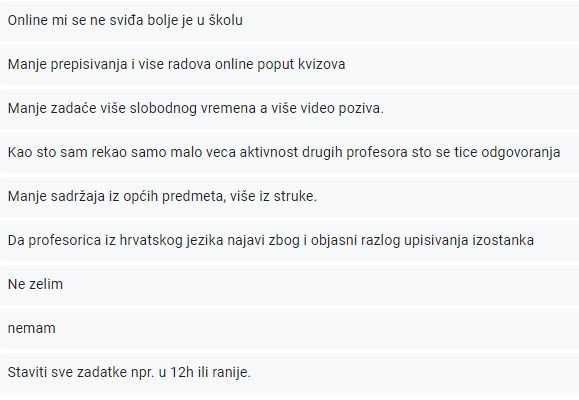 Online mi se ne sviđa bolje je u školu
Manje prepisivanja i vise radova online poput kvizova
Manje zadaće više slobodnog vremena a više video poziva.
Kao sto sam rekao samo malo veca aktivnost drugih profesora sto se tice odgovoranja
Manje sadržaja iz općih predmeta, više iz struke.
Da profesorica iz hrvatskog jezika najavi zbog i objasni razlog upisivanja izostanka
Ne zelim
nemam
Staviti sve zadatke npr. u 12h ili ranije.